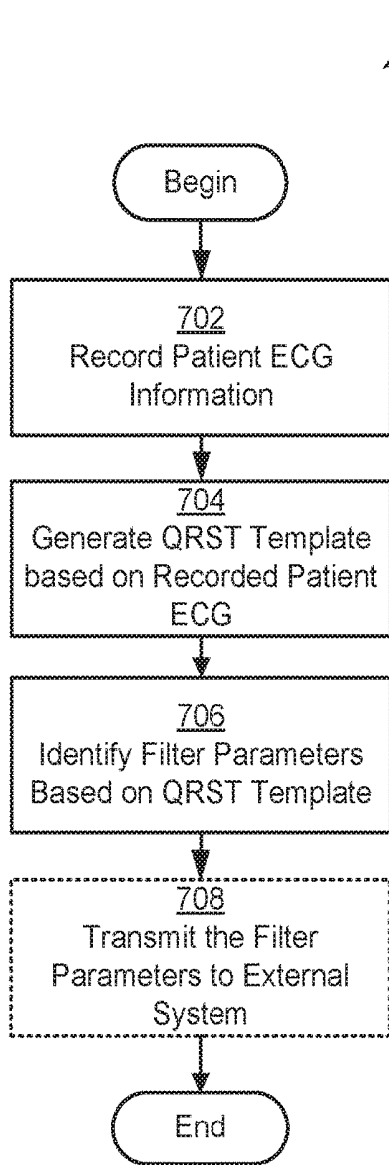 Begin
702
Record Patient ECG
Information
704
Generate QRST Template
based on Recorded Patient
ECG
706
Identify Filter Parameters
Based on QRST Template
708
Transmit the Filter
Parameters to External
System
End